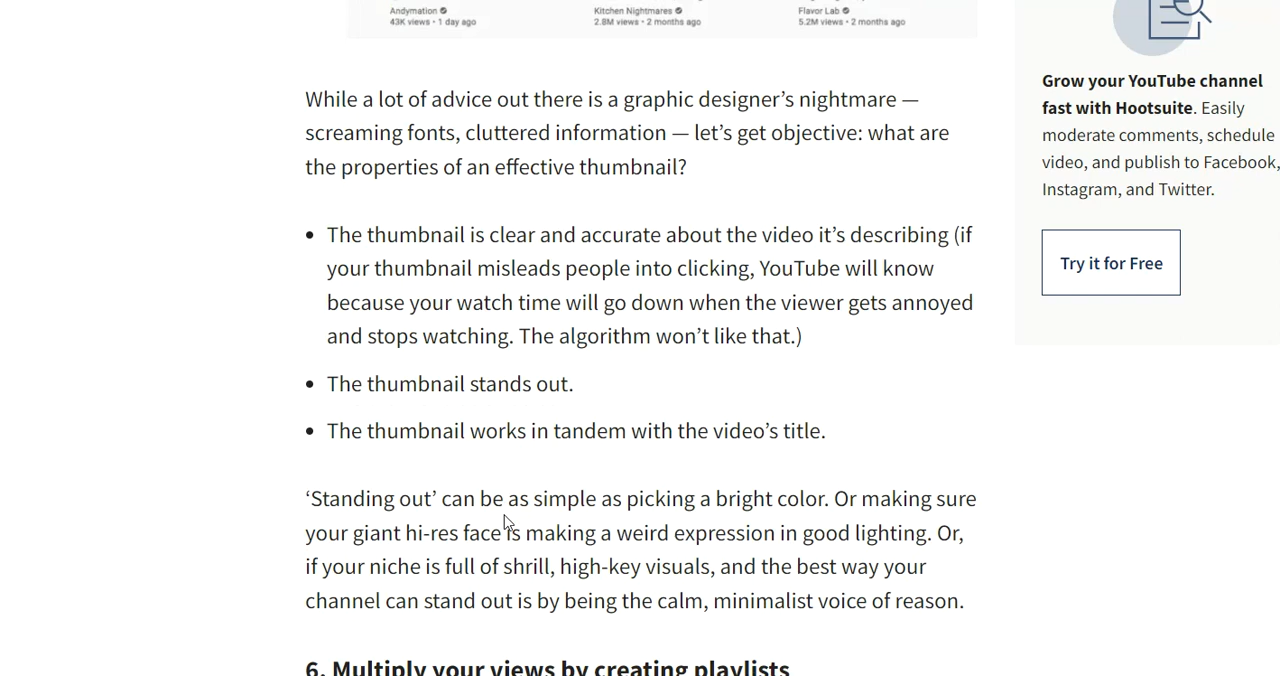 Andymation
43K views • 1 day ago
Kitchen Nightmares
2.8M views • 2 months ago
Flavor Lab
5.2M views • 2 months ago
While a lot of advice out there is a graphic designer’s nightmare —
screaming fonts, cluttered information — let’s get objective: what are
the properties of an effective thumbnail?
• The thumbnail is clear and accurate about the video it’s describing (if
your thumbnail misleads people into clicking, YouTube will know
because your watch time will go down when the viewer gets annoyed
and stops watching. The algorithm won’t like that.)
• The thumbnail stands out.
• The thumbnail works in tandem with the video’s title.
‘Standing out’ can be as simple as picking a bright color. Or making sure
your giant hi-res face is making a weird expression in good lighting. Or,
if your niche is full of shrill, high-key visuals, and the best way your
channel can stand out is by being the calm, minimalist voice of reason.
6. Multiply your views by creating playlists
Grow your YouTube channel
fast with Hootsuite. Easily
moderate comments, schedule
video, and publish to Facebook,
Instagram, and Twitter.
Try it for Free